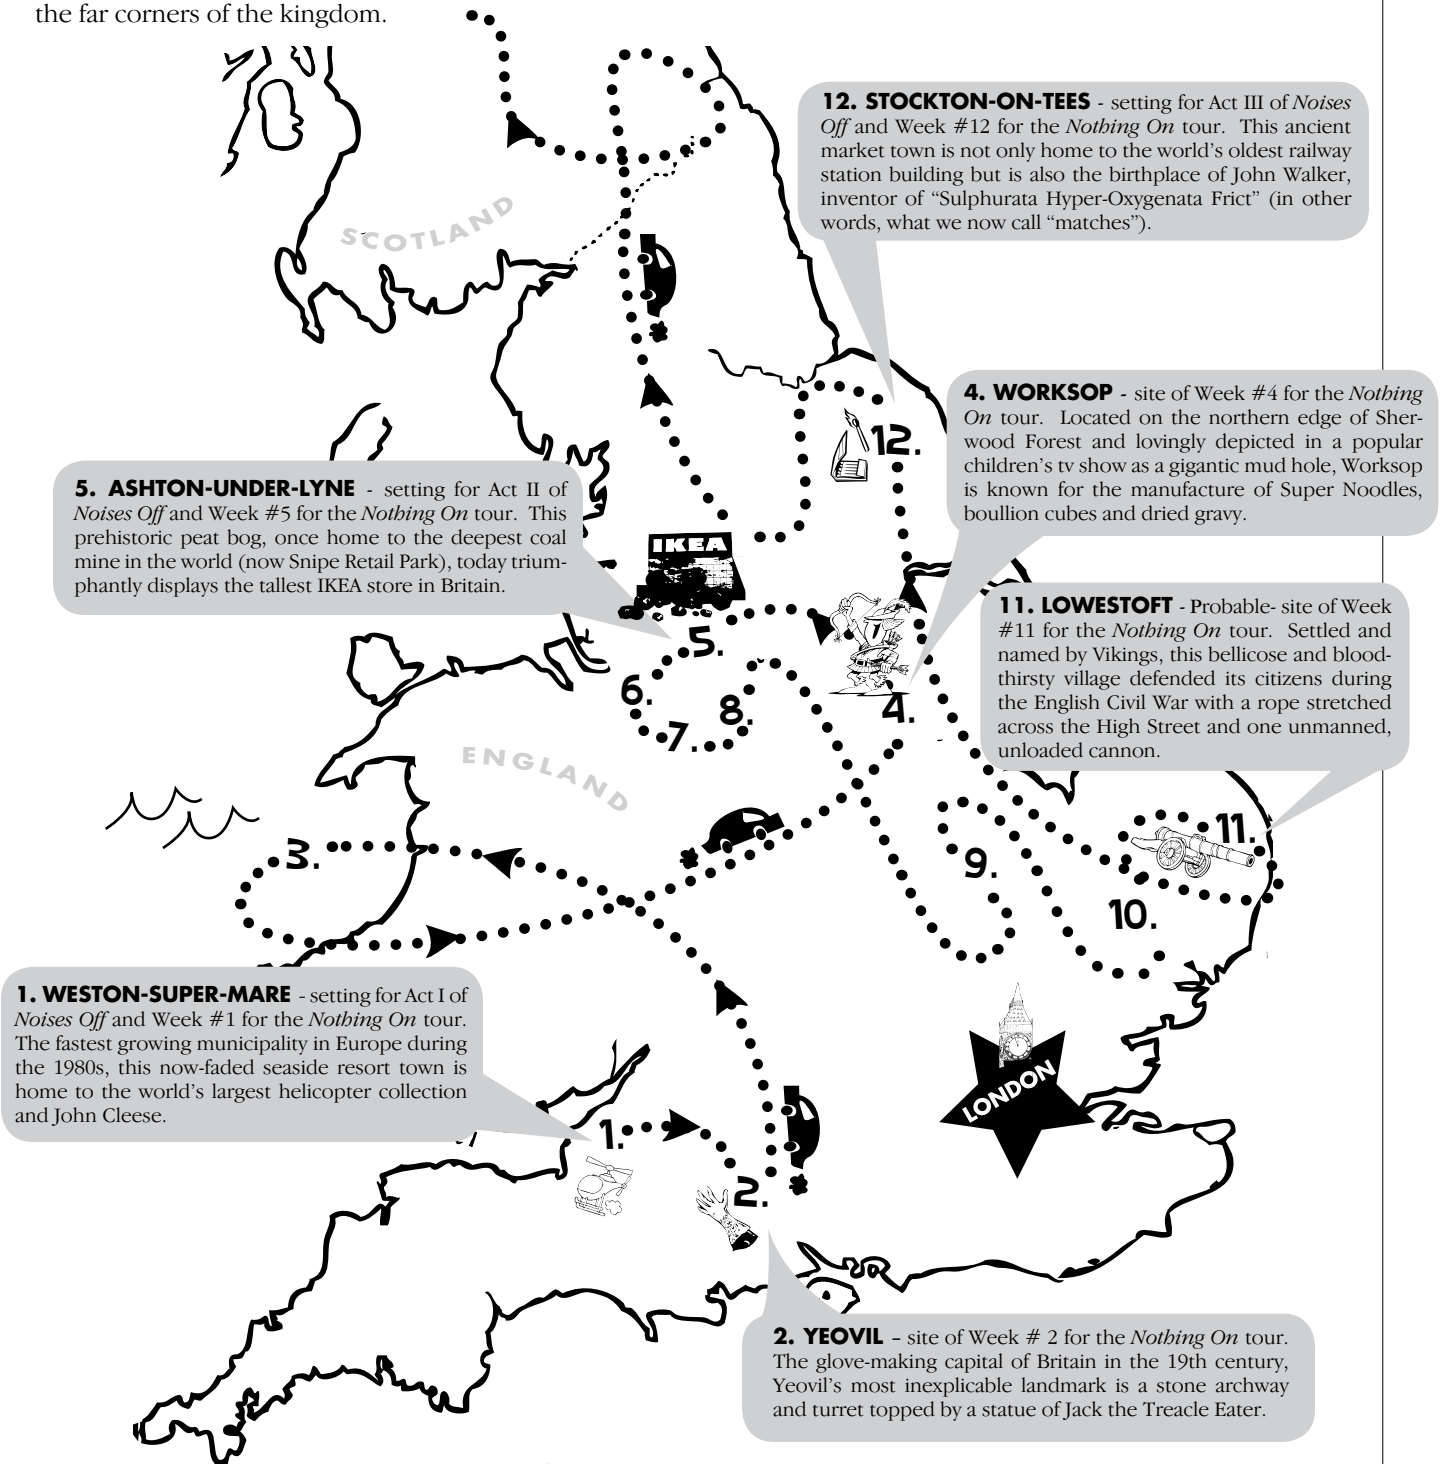 the far corners of the kingdom.
12. STOCKTON-ON-TEES - setting for Act III of Noises
Off and Week #12 for the Nothing On tour. This ancient
market town is not only home to the world's oldest railway
station building but is also the birthplace of John Walker,
inventor of “Sulphurata Hyper-Oxygenata Frict” (in other
words, what we now call “matches”).
SCOTLAND
4. WORKSOP - site of Week #4 for the Nothing
On tour. Located on the northern edge of Sher-
wood Forest and lovingly depicted in a popular
children's tv show as a gigantic mud hole, Worksop
is known for the manufacture of Super Noodles,
boullion cubes and dried gravy.
12.
5. ASHTON-UNDER-LYNE - setting for Act II of
Noises Off and Week #5 for the Nothing On tour. This
prehistoric peat bog, once home to the deepest coal
mine in the world (now Snipe Retail Park), today trium-
phantly displays the tallest IKEA store in Britain.
IKEA
11. LOWESTOFT - Probable- site of Week
#11 for the Nothing On tour. Settled and
named by Vikings, this bellicose and blood-
thirsty village defended its citizens during
the English Civil War with a rope stretched
across the High Street and one unmanned,
unloaded cannon.
5.
6.
7.
8.
4.
ENGLAND
3.
9.
11.
10.
1. WESTON-SUPER-MARE - setting for Act I of
Noises Off and Week #1 for the Nothing On tour.
The fastest growing municipality in Europe during
the 1980s, this now-faded seaside resort town is
home to the world's largest helicopter collection
and John Cleese.
LONDON
1.
2.
2. YEOVIL – site of Week # 2 for the Nothing On tour.
The glove-making capital of Britain in the 19th century,
Yeovil's most inexplicable landmark is a stone archway
and turret topped by a statue of Jack the Treacle Eater.